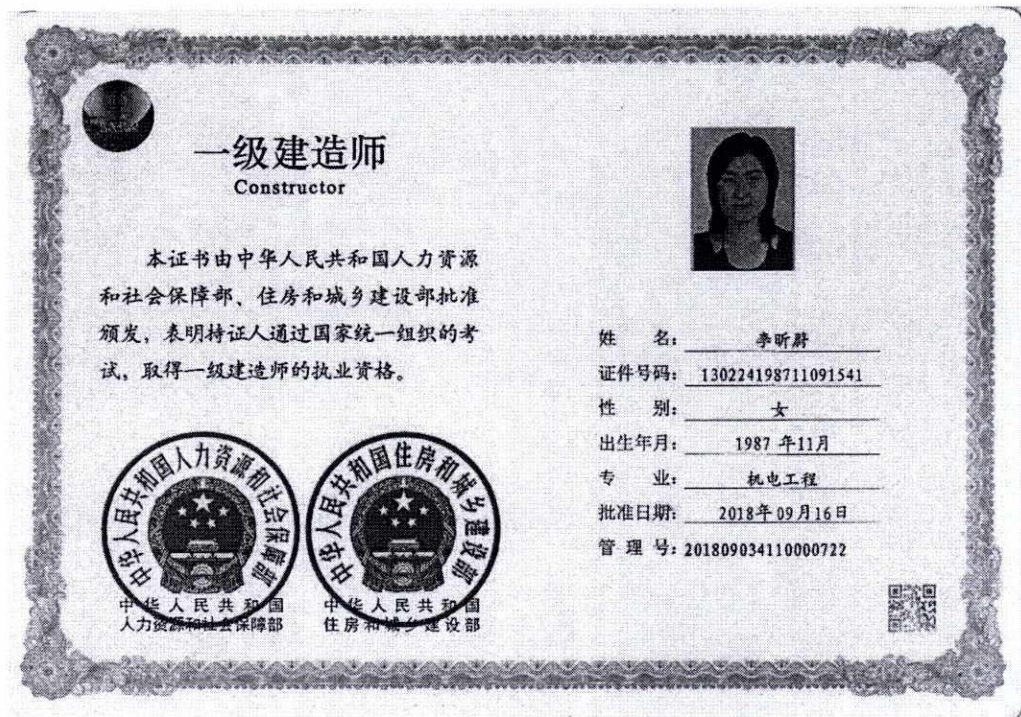 一级建造师
Constructor
本证书由中华人民共和国人力资源
和社会保障部、住房和城乡建设部批准
颁发，表明持证人通过国家统一组织的考
试，取得一级建造师的执业资格。
中华人民共和国人力资源和社会保障部
中华人民共和国
人力资源和社会保障部
中华人民共和国住房和城乡建设部
中华人民共和国
住房和城乡建设部
姓 名：李昕蔚
证件号码：130224198711091541
性 别：女
出生年月：1987 年11月
专 业：机电工程
批准日期：2018年09月16日
管 理 号：201809034110000722